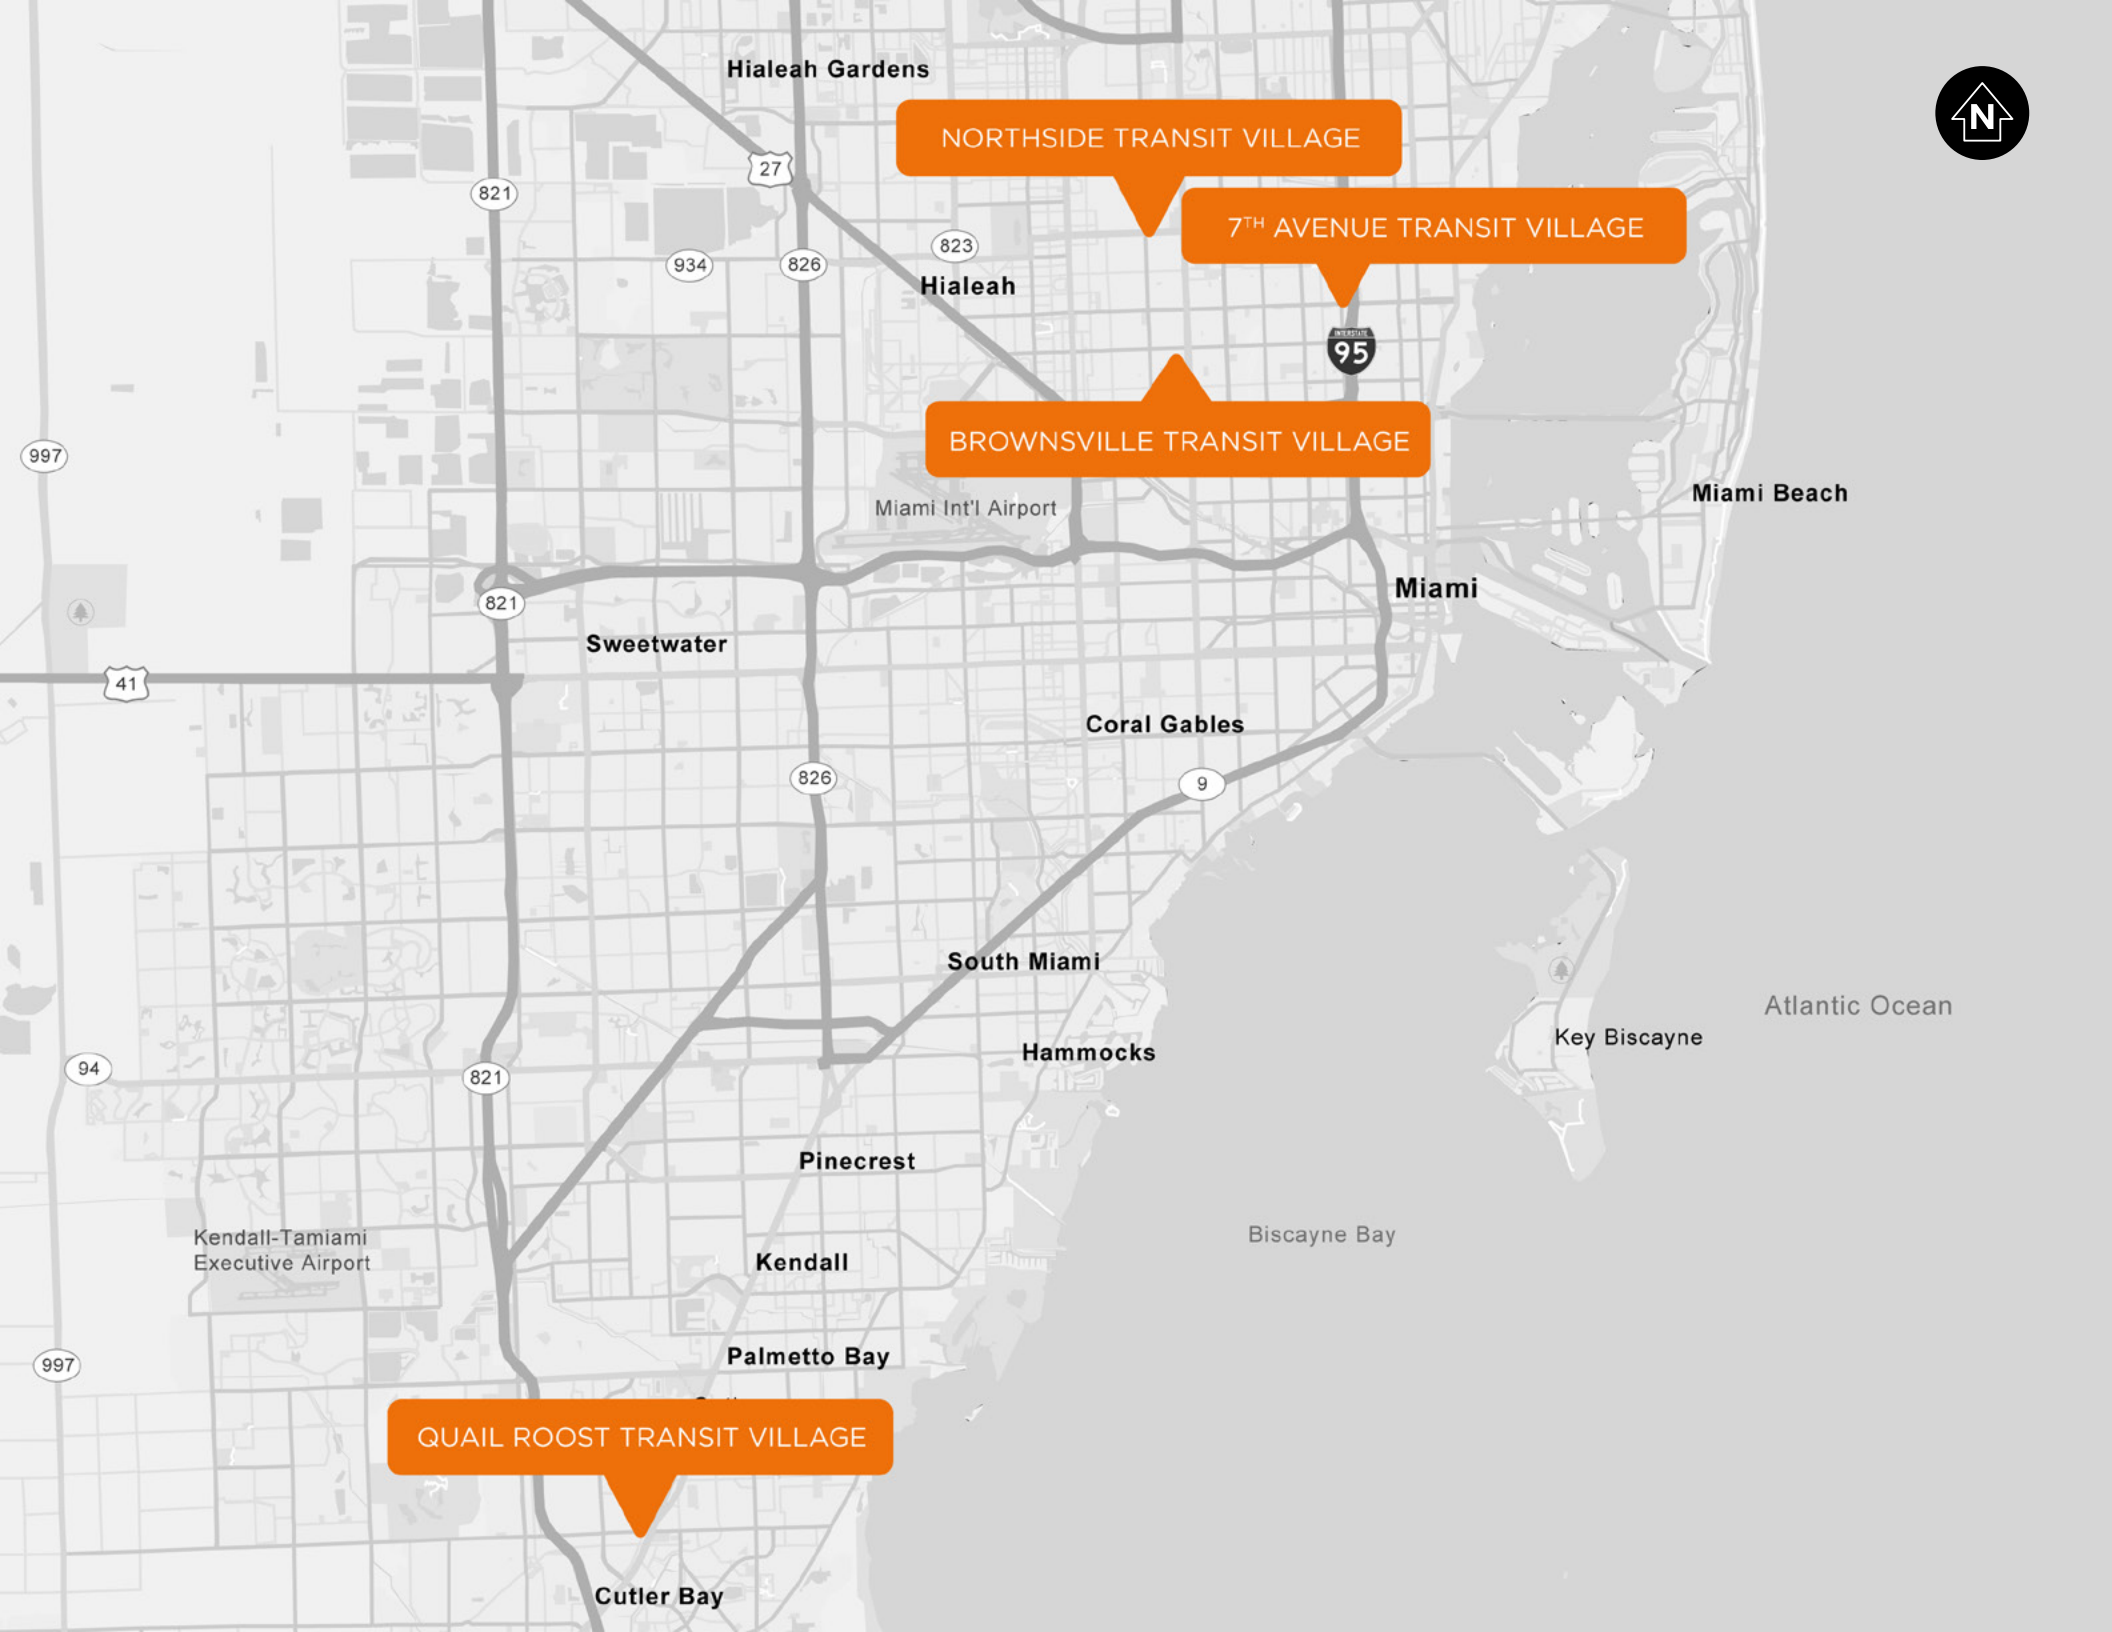 Hialeah Gardens
N
NORTHSIDE TRANSIT VILLAGE
27
821
7TH AVENUE TRANSIT VILLAGE
823
934
826
Hialeah
INTERSTATE
95
BROWNSVILLE TRANSIT VILLAGE
997
Miami Beach
Miami Int'l Airport
Miami
821
Sweetwater
41
Coral Gables
826
9
South Miami
Atlantic Ocean
Key Biscayne
Hammocks
94
821
Pinecrest
Biscayne Bay
Kendall-Tamiami
Executive Airport
Kendall
Palmetto Bay
997
QUAIL ROOST TRANSIT VILLAGE
Cutler Bay